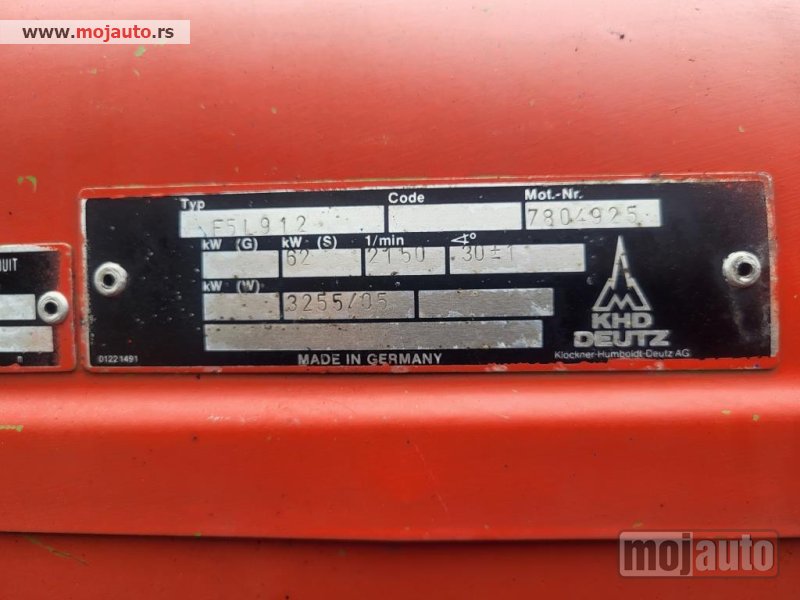 www.mojauto.rs
Typ Code Mot.-Nr.
F5L912 7804925
kW (G) kW (S) 1/min ∢°
62 2150 30±1
kW (W)
3255/05
KHD
DEUTZ
01221491 MADE IN GERMANY Klöckner-Humboldt-Deutz AG
UIT
mojauto